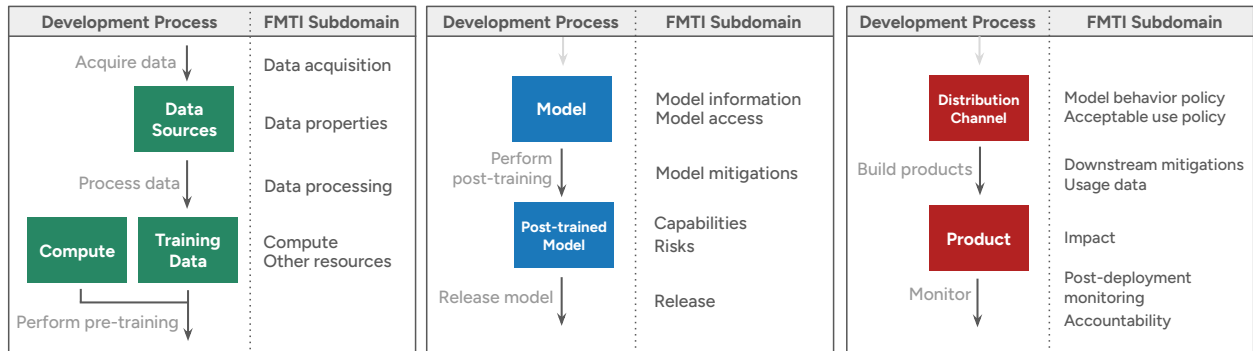 Development Process
FMTI Subdomain
Acquire data
Data acquisition
Data
Sources
Data properties
Process data
Data processing
Compute
Training
Data
Compute
Other resources
Perform pre-training
Development Process
FMTI Subdomain
Model
Model information
Model access
Perform
post-training
Model mitigations
Post-trained
Model
Capabilities
Risks
Release model
Release
Development Process
FMTI Subdomain
Distribution
Channel
Model behavior policy
Acceptable use policy
Build products
Downstream mitigations
Usage data
Product
Impact
Monitor
Post-deployment
monitoring
Accountability